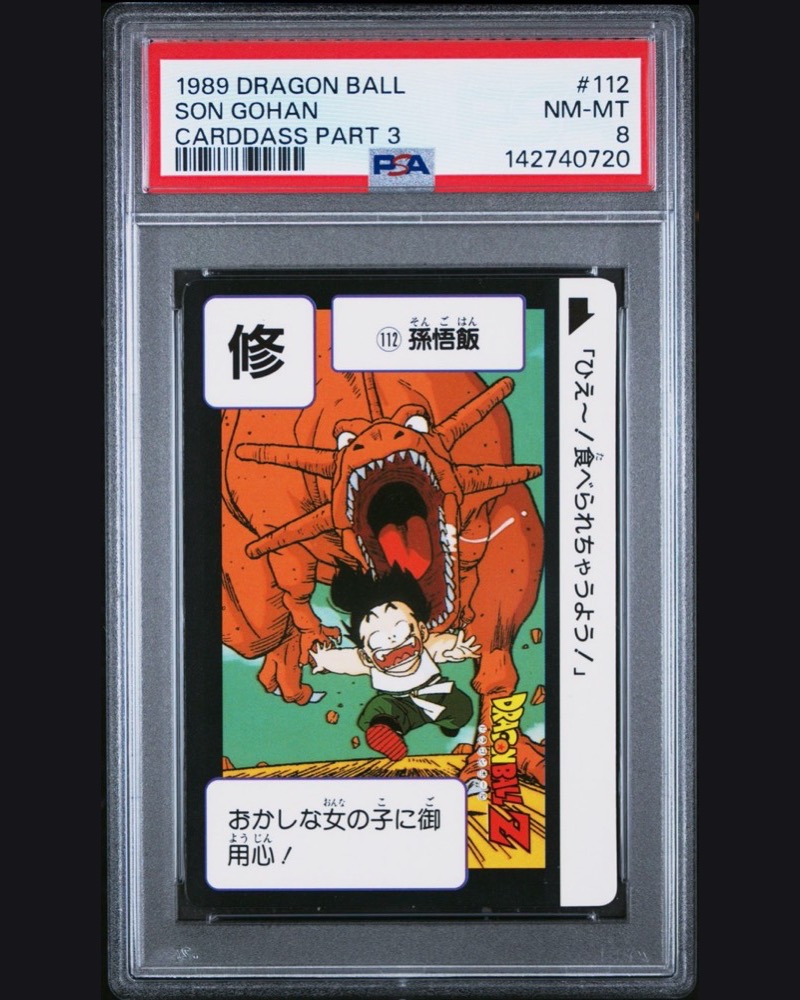 1989 DRAGON BALL #112
SON GOHAN NM-MT
CARDDASS PART 3 8
PSA 142740720
修
そん ご はん
112 孫悟飯
「ひえ〜！食べられちゃうよう！」
た
DRAGON BALL Z
おんな こ ご
おかしな女の子に御
ようじん
用心！